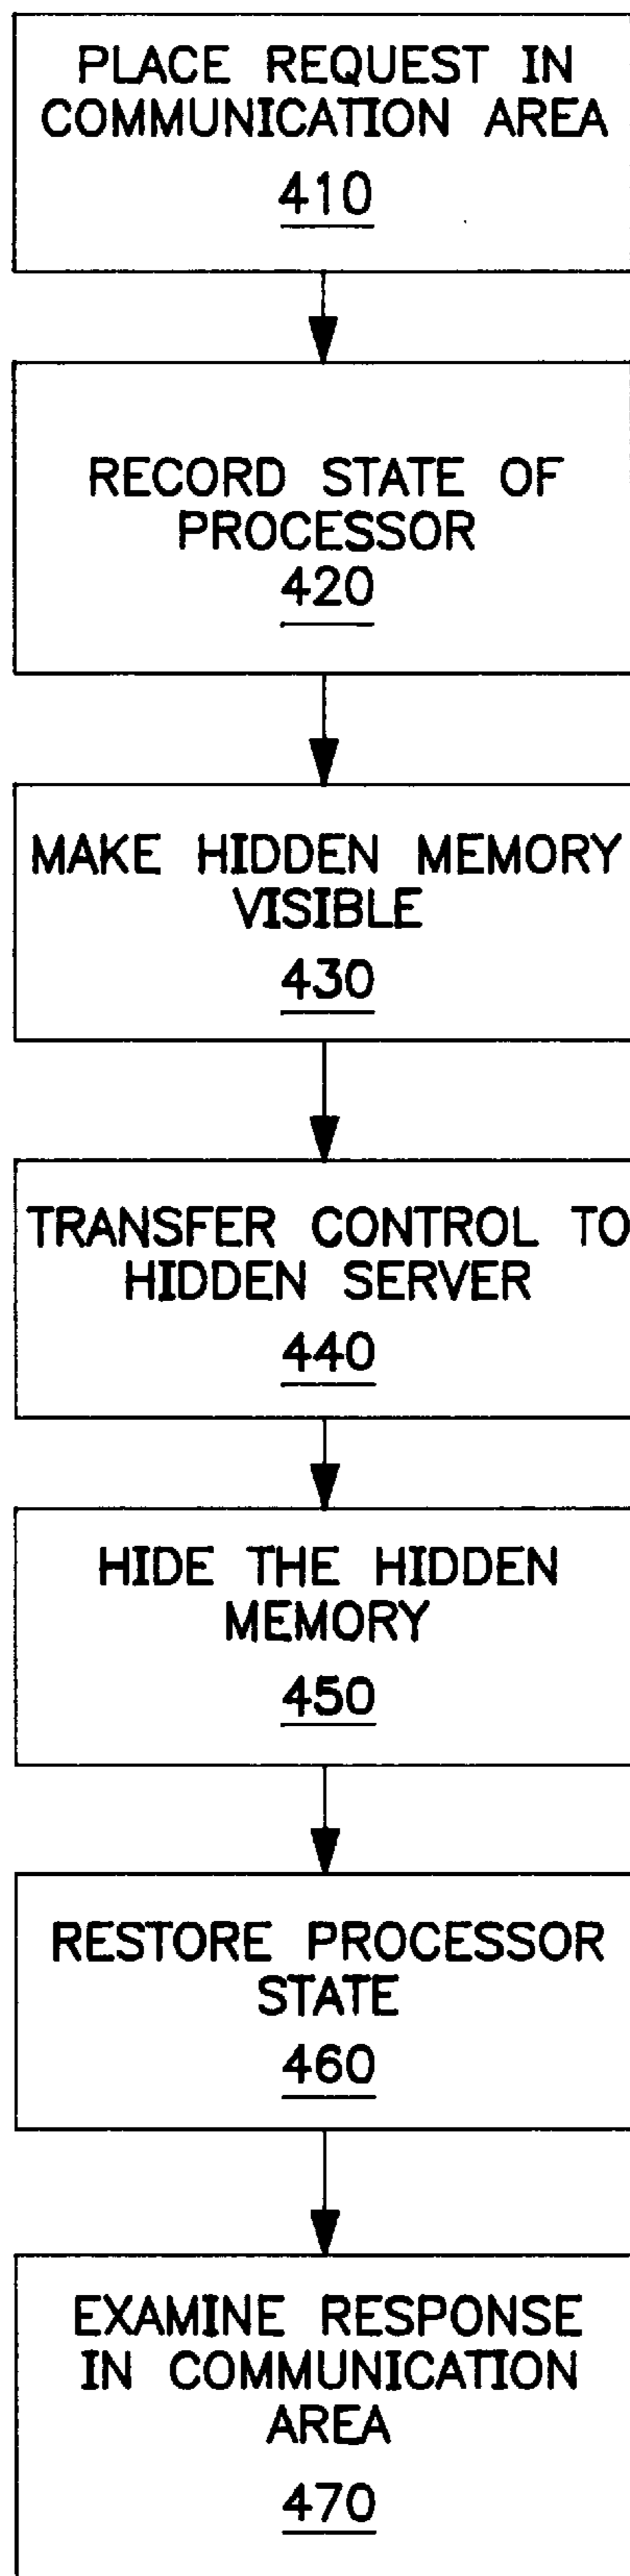 PLACE REQUEST IN
COMMUNICATION AREA
410
RECORD STATE OF
PROCESSOR
420
MAKE HIDDEN MEMORY
VISIBLE
430
TRANSFER CONTROL TO
HIDDEN SERVER
440
HIDE THE HIDDEN
MEMORY
450
RESTORE PROCESSOR
STATE
460
EXAMINE RESPONSE
IN COMMUNICATION
AREA
470